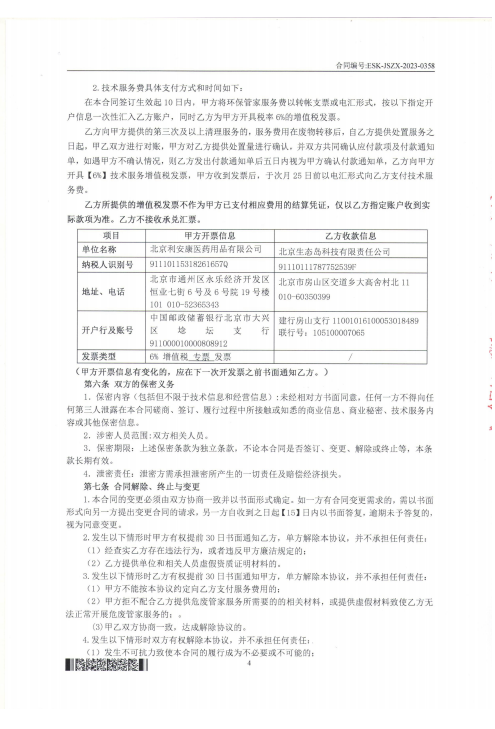 合同编号:ESK-JSZX-2023-0358
2.技术服务费具体支付方式和时间如下：
在本合同签订生效起 10 日内，甲方将环保管家服务费以转帐支票或电汇形式，按以下指定开
户信息一次性汇入乙方账户，同时乙方为甲方开具税率 6%的增值税发票。
乙方向甲方提供的第三次及以上清理服务的，服务费用在废物转移后，自乙方提供处置服务之
日起，甲乙双方进行对账，甲方对乙方提供处置量进行确认。并双方共同确认应付款项及付款通知
单，如遇甲方不确认情况，则乙方发出付款通知单后五日内视为甲方确认付款通知单，乙方向甲方
开具【6%】技术服务增值税发票，甲方收到发票后，于次月 25 日前以电汇形式向乙方支付技术服
务费。
乙方所提供的增值税发票不作为甲方已支付相应费用的结算凭证，仅以乙方指定账户收到实
际款项为准。乙方不接收承兑汇票。
项目 甲方开票信息 乙方收款信息
单位名称 北京利安康医药用品有限公司 北京生态岛科技有限责任公司
纳税人识别号 91110115318261657Q 91110111787752539F
地址、电话 北京市通州区永乐经济开发区 北京市房山区交道乡大高舍村北 11
恒业七街 6 号及 6 号院 19 号楼 010-60350399
101 010-52365343
开户行及账号 中国邮政储蓄银行北京市大兴 建行房山支行 11001016100053018489
区埝坛支行 联行号：105100007065
911000010000808912
发票类型 6% 增值税 专票 发票 /
（甲方开票信息有变化的，应在下一次开发票之前书面通知乙方。）
第六条 双方的保密义务
1. 保密内容（包括但不限于技术信息和经营信息）:未经相对方书面同意，任何一方不得向任
何第三人泄露在本合同磋商、签订、履行过程中所接触或知悉的商业信息、商业秘密、技术服务内
容或其他保密信息。
2. 涉密人员范围:双方相关人员。
3. 保密期限：上述保密条款为独立条款，不论本合同是否签订、变更、解除或终止等，本条
款长期有效。
4. 泄密责任：泄密方需承担泄密所产生的一切责任及赔偿经济损失。
第七条 合同解除、终止与变更
1.本合同的变更必须由双方协商一致并以书面形式确定。如一方有合同变更需求的，需以书面
形式向另一方提出变更合同的请求，另一方自收到之日起【15】日内以书面答复，逾期未予答复的，
视为同意变更。
2.发生以下情形时甲方有权提前 30 日书面通知乙方，单方解除本协议，并不承担任何责任：
（1）经查实乙方存在违法行为，或者违反甲方廉洁规定的；
（2）乙方提供单位和相关人员虚假资质证明材料的。
3.发生以下情形时乙方有权提前 30 日书面通知甲方，单方解除本协议，并不承担任何责任：
（1）甲方不能按本协议约定向乙方支付服务费用的；
（2）甲方拒不配合乙方提供危废管家服务所需要的的相关材料，或提供虚假材料致使乙方无
法正常开展危废管家服务的；。
(3)甲乙双方协商一致，达成解除协议的。
4.发生以下情形时双方有权解除本协议，并不承担任何责任：
（1）发生不可抗力致使本合同的履行成为不必要或不可能的；
4